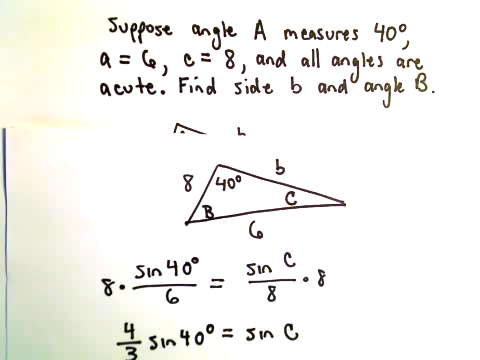 Suppose angle A measures 40°,
a = 6, c = 8, and all angles are
acute. Find side b and angle B.
b
8 40°
B C
6
8 · sin 40° / 6 = sin C / 8 · 8
4/3 sin 40° = sin C